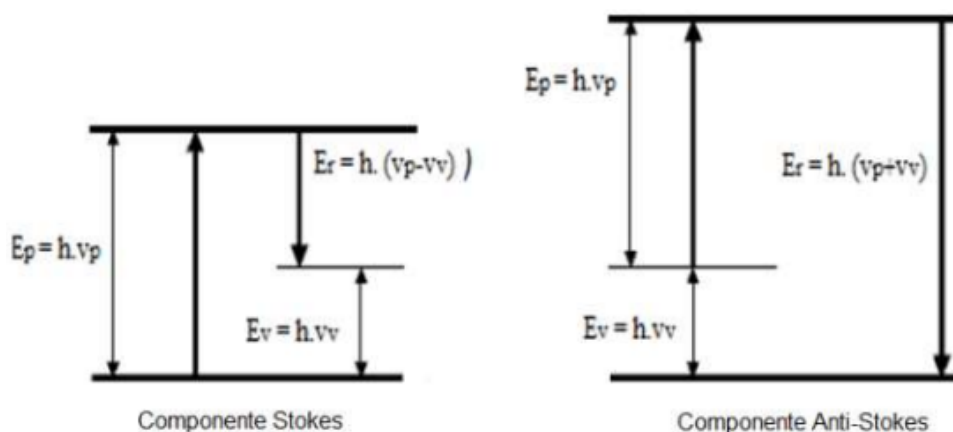 Ep = h.vp
Er = h. (vp-vv) )
Ev = h.vv
Componente Stokes
Ep = h.vp
Er = h. (vp+vv)
Ev = h.vv
Componente Anti-Stokes